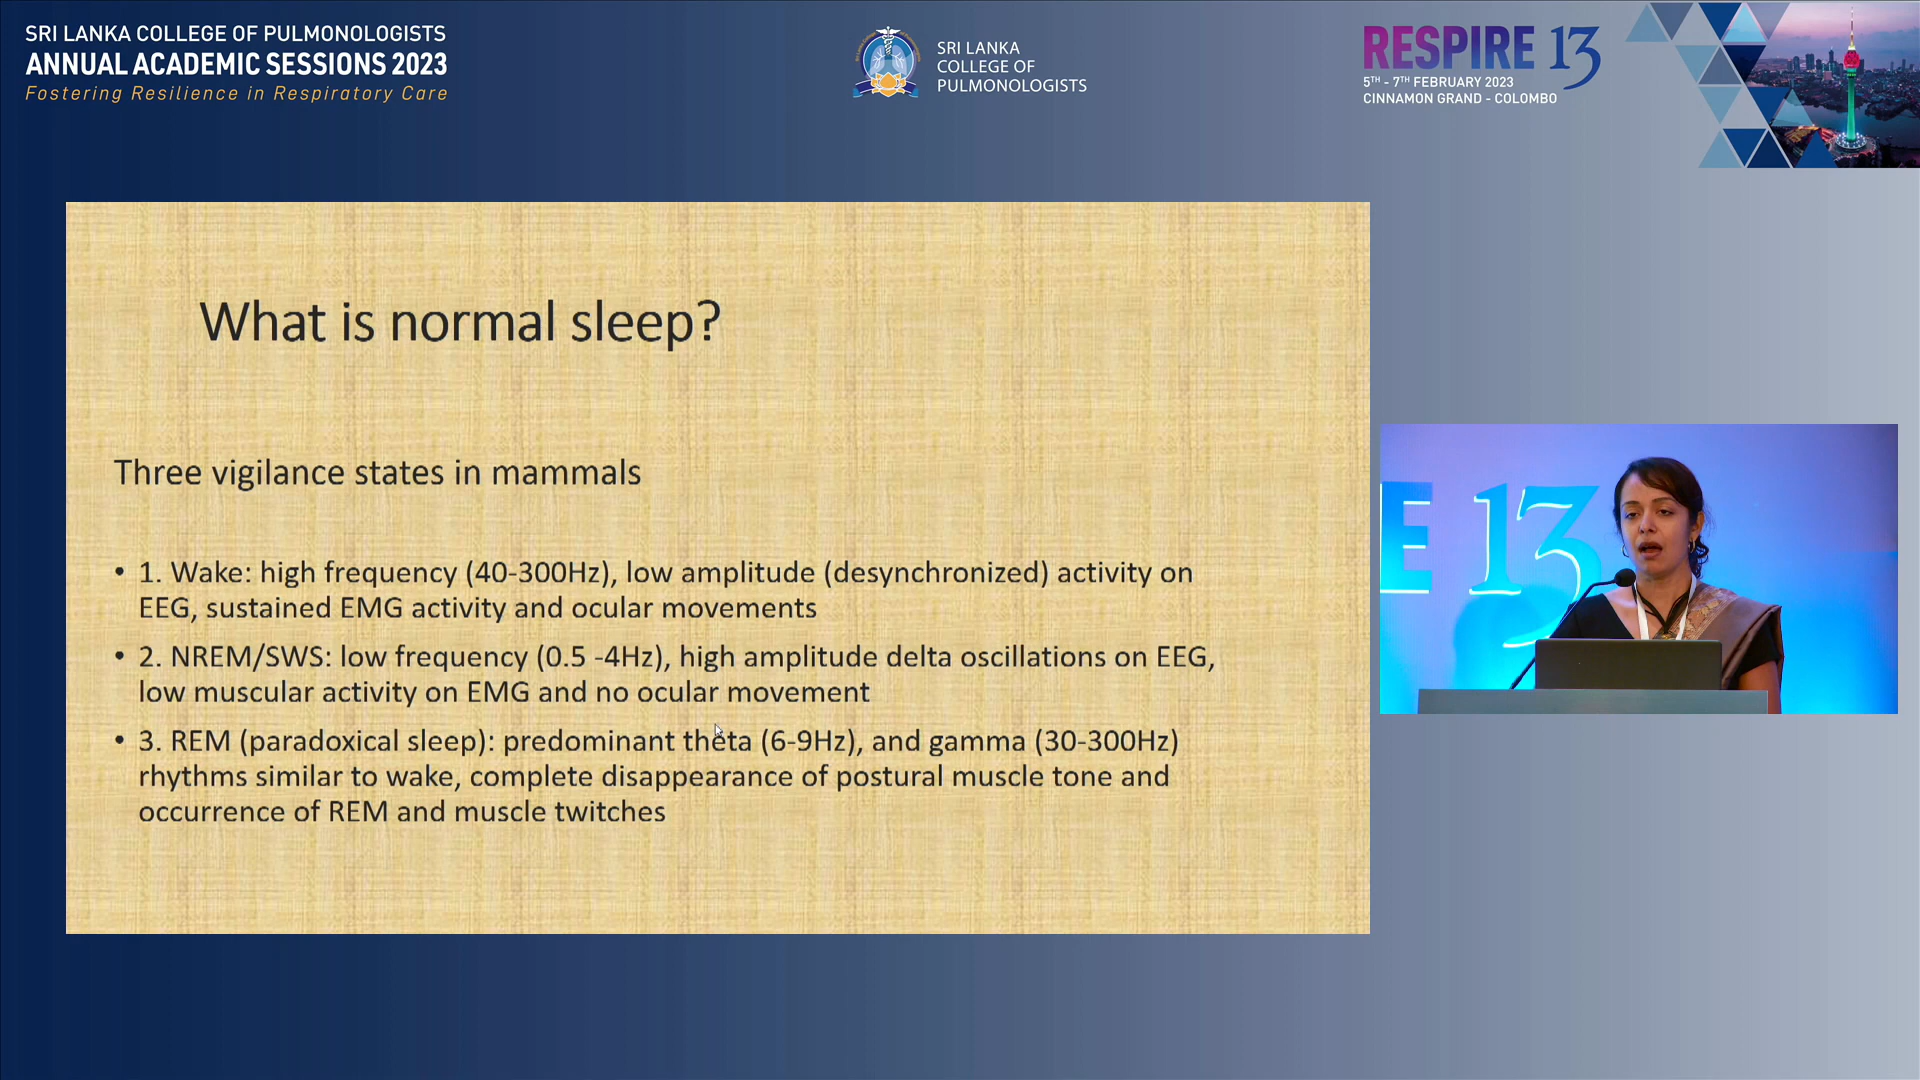 SRI LANKA COLLEGE OF PULMONOLOGISTS
ANNUAL ACADEMIC SESSIONS 2023
Fostering Resilience in Respiratory Care
SRI LANKA
COLLEGE OF
PULMONOLOGISTS
RESPIRE 13
5TH - 7TH FEBRUARY 2023
CINNAMON GRAND - COLOMBO
What is normal sleep?
Three vigilance states in mammals
• 1. Wake: high frequency (40-300Hz), low amplitude (desynchronized) activity on
EEG, sustained EMG activity and ocular movements
• 2. NREM/SWS: low frequency (0.5 -4Hz), high amplitude delta oscillations on EEG,
low muscular activity on EMG and no ocular movement
• 3. REM (paradoxical sleep): predominant theta (6-9Hz), and gamma (30-300Hz)
rhythms similar to wake, complete disappearance of postural muscle tone and
occurrence of REM and muscle twitches
E 13